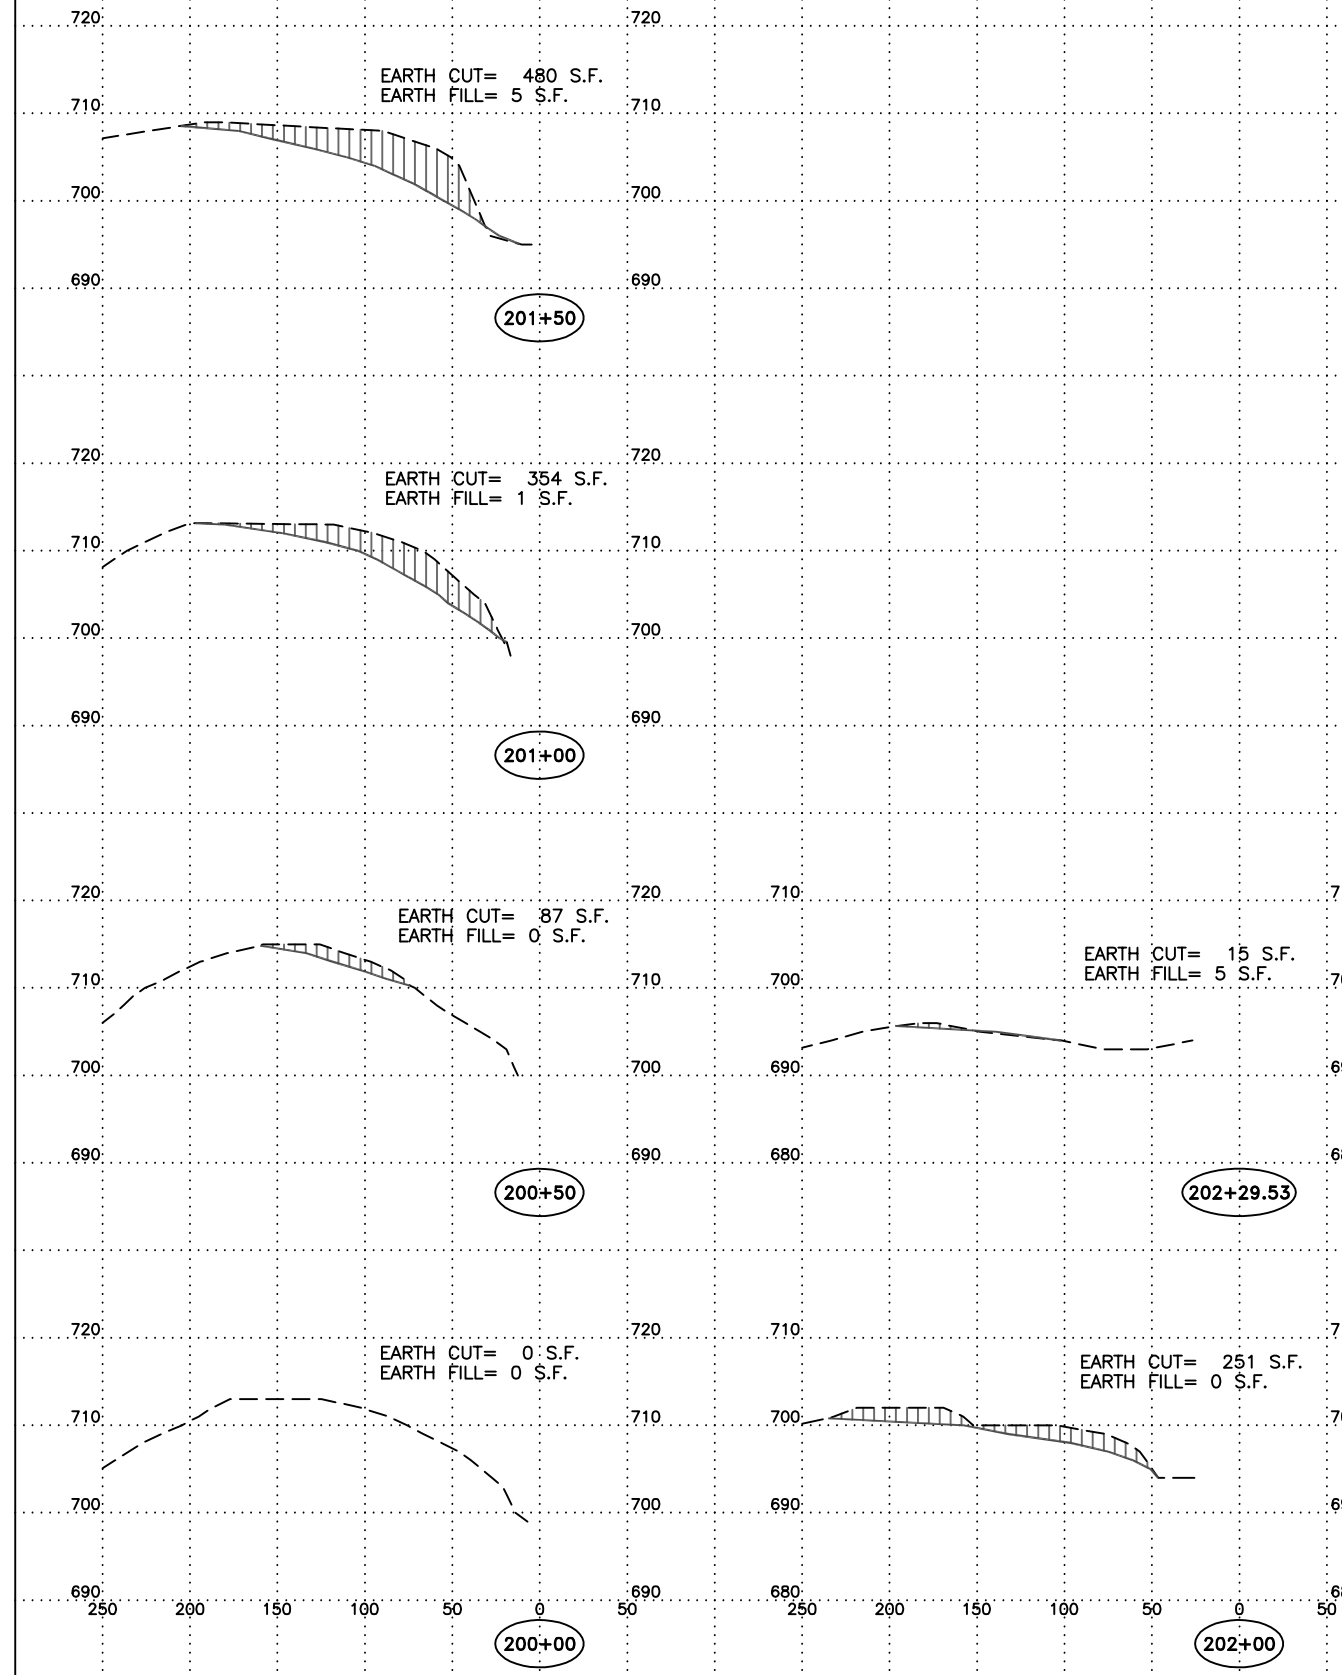 720 720
EARTH CUT= 480 S.F.
EARTH FILL= 5 S.F.
710 710
700 700
690 690
201+50
720 720
EARTH CUT= 354 S.F.
EARTH FILL= 1 S.F.
710 710
700 700
690 690
201+00
720 720 710
EARTH CUT= 87 S.F.
EARTH FILL= 0 S.F.
EARTH CUT= 15 S.F.
EARTH FILL= 5 S.F.
710 710 700
700 700 690
690 690 680
200+50 202+29.53
720 720 710
EARTH CUT= 0 S.F.
EARTH FILL= 0 S.F.
EARTH CUT= 251 S.F.
EARTH FILL= 0 S.F.
710 710 700
700 700 690
690 690 680
250 200 150 100 50 0 50 250 200 150 100 50 0 50
200+00 202+00